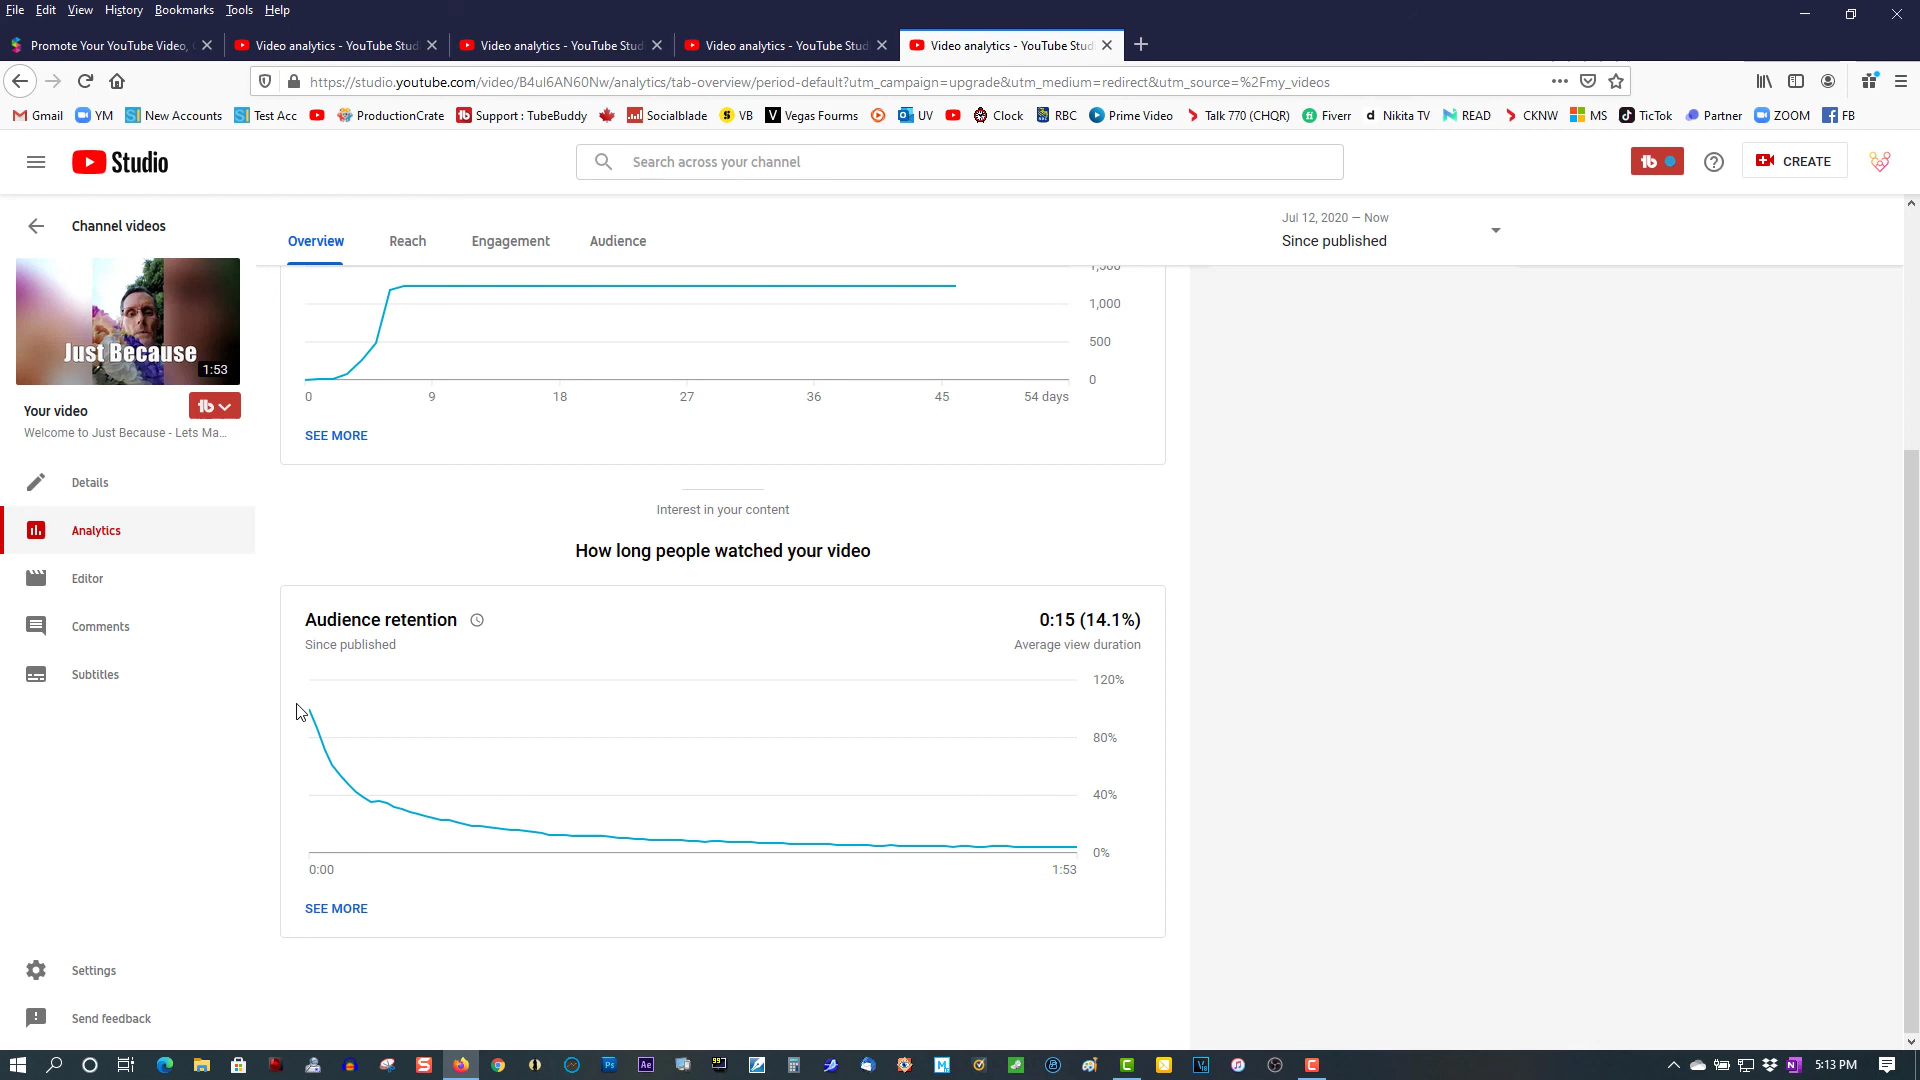 File Edit View History Bookmarks Tools Help
Promote Your YouTube Video,
Video analytics - YouTube Stud
Video analytics - YouTube Stud
Video analytics - YouTube Stud
Video analytics - YouTube Stud
https://studio.youtube.com/video/B4ul6AN60Nw/analytics/tab-overview/period-default?utm_campaign=upgrade&utm_medium=redirect&utm_source=%2Fmy_videos
Gmail YM New Accounts Test Acc ProductionCrate Support : TubeBuddy Socialblade VB Vegas Fourms UV Clock RBC Prime Video Talk 770 (CHQR) Fiverr Nikita TV READ CKNW MS TicTok Partner ZOOM FB
Studio
Search across your channel
CREATE
Channel videos
Overview Reach Engagement Audience
Jul 12, 2020 – Now
Since published
Just Because
1:53
Your video
Welcome to Just Because - Lets Ma...
Details
Analytics
Editor
Comments
Subtitles
Settings
Send feedback
1,500
1,000
500
0
0 9 18 27 36 45 54 days
SEE MORE
Interest in your content
How long people watched your video
Audience retention
Since published
0:15 (14.1%)
Average view duration
120%
80%
40%
0%
0:00 1:53
SEE MORE
5:13 PM